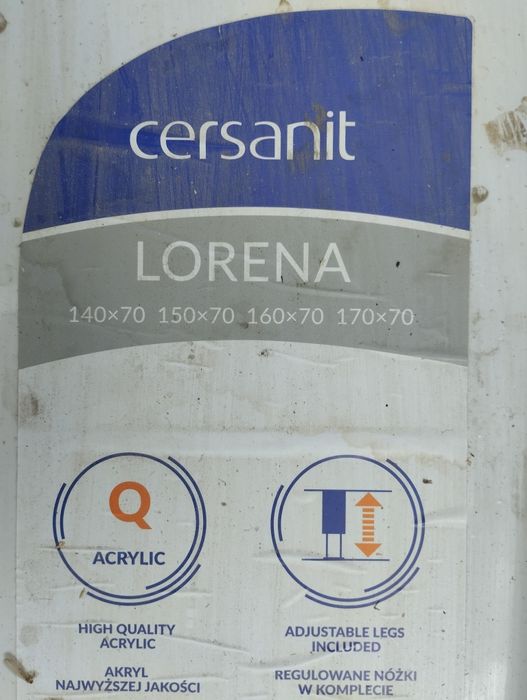 cersanit
LORENA
140×70 150×70 160×70 170×70
Q
ACRYLIC
HIGH QUALITY
ACRYLIC
AKRYL
NAJWYŻSZEJ JAKOŚCI
ADJUSTABLE LEGS
INCLUDED
REGULOWANE NÓŻKI
W KOMPLECIE